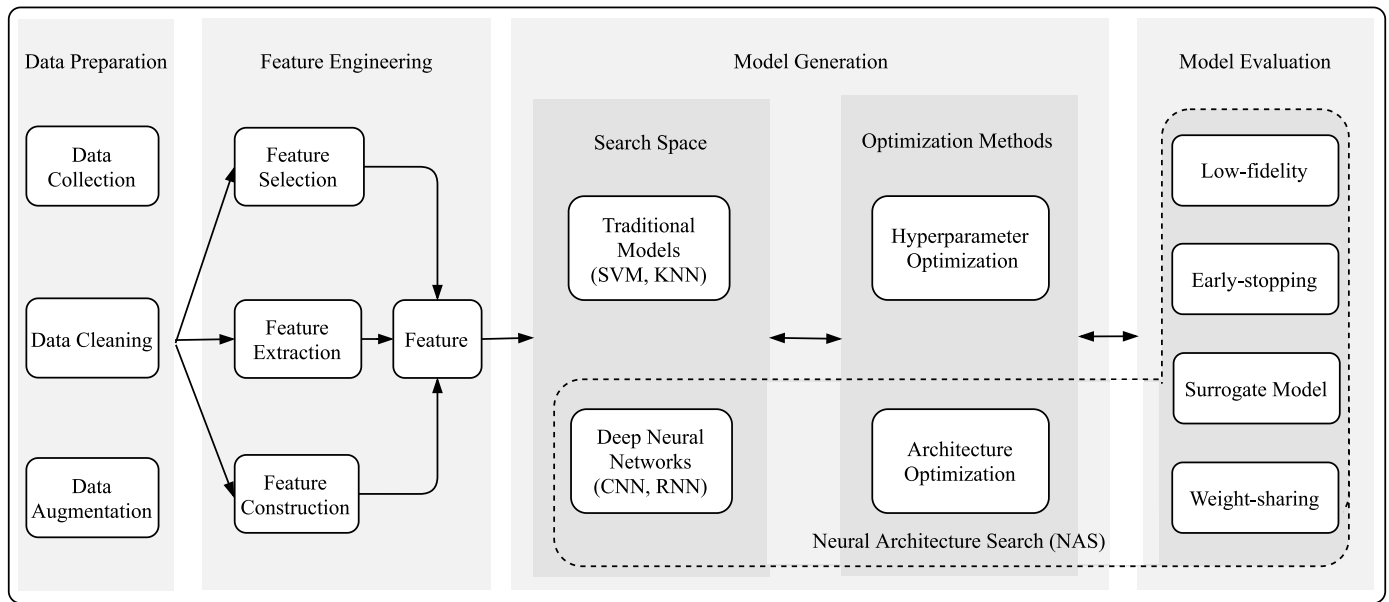 Data Preparation
Data
Collection
Data Cleaning
Data
Augmentation
Feature Engineering
Feature
Selection
Feature
Extraction
Feature
Construction
Feature
Model Generation
Search Space
Traditional
Models
(SVM, KNN)
Deep Neural
Networks
(CNN, RNN)
Optimization Methods
Hyperparameter
Optimization
Architecture
Optimization
Neural Architecture Search (NAS)
Model Evaluation
Low-fidelity
Early-stopping
Surrogate Model
Weight-sharing